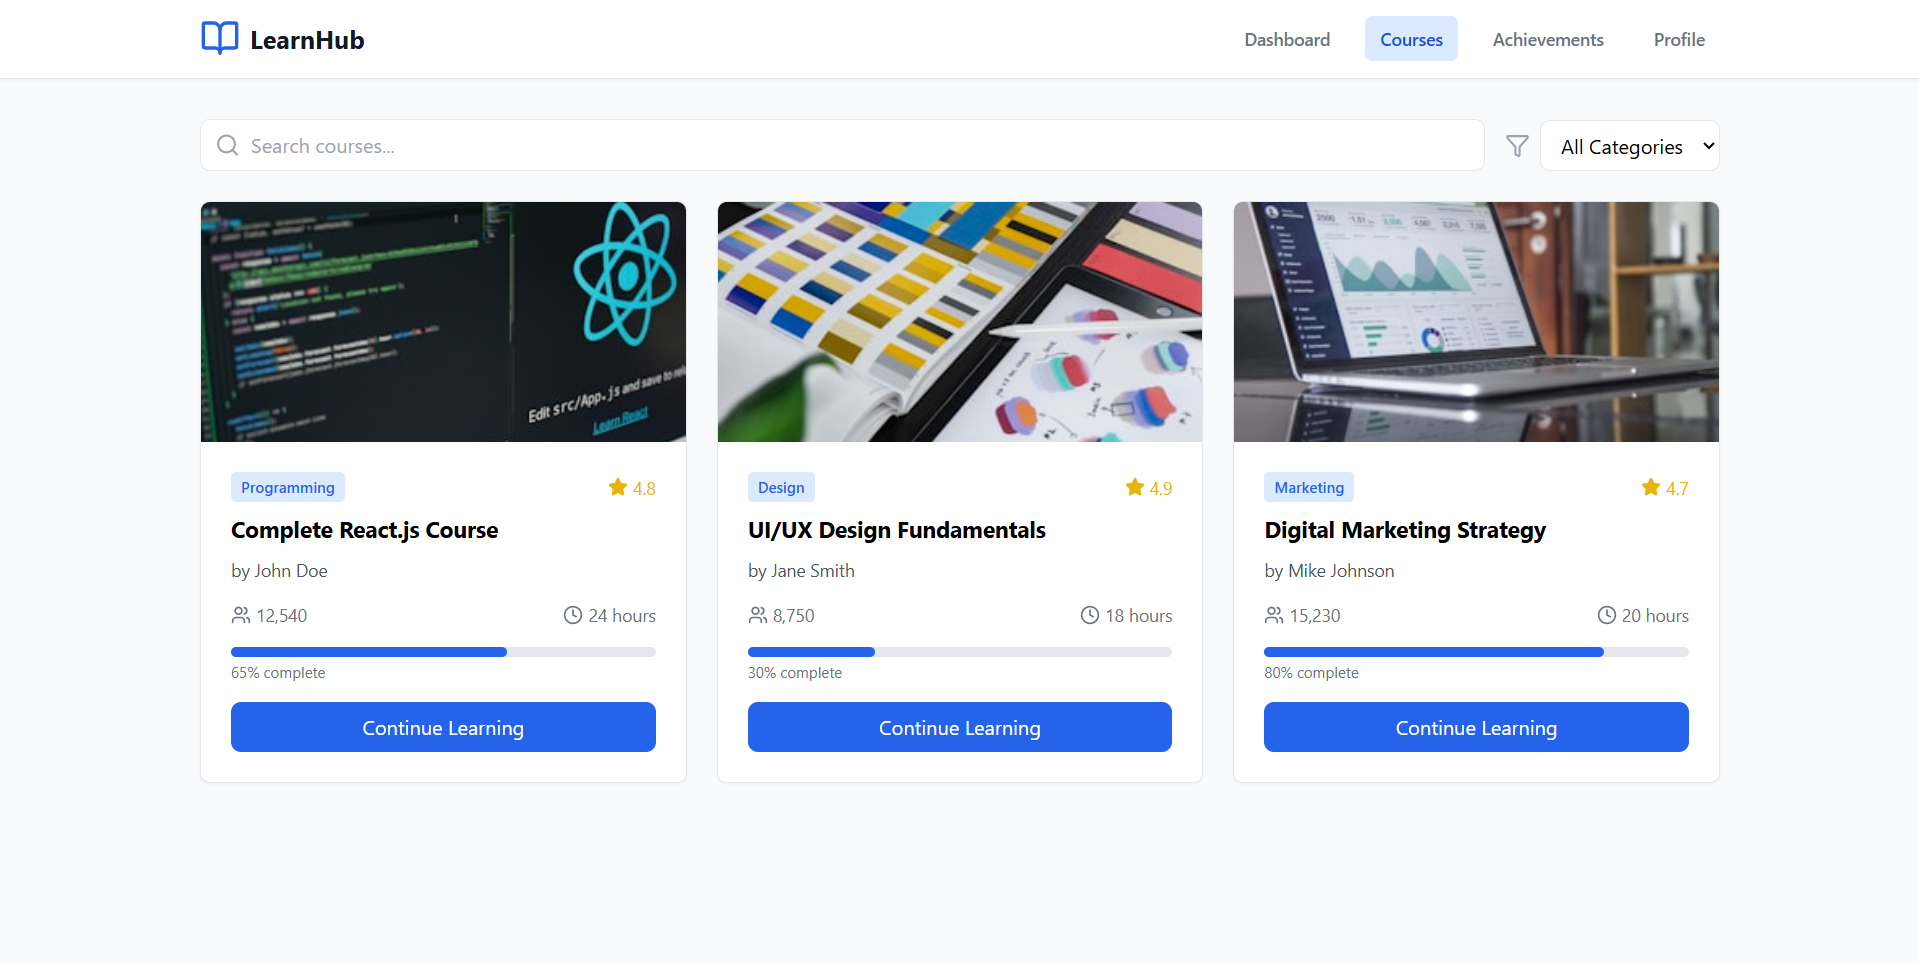 LearnHub
Dashboard
Courses
Achievements
Profile
Search courses...
All Categories
Edit src/App.js and save to relo
Learn React
Programming
4.8
Complete React.js Course
by John Doe
12,540
24 hours
65% complete
Continue Learning
Design
4.9
UI/UX Design Fundamentals
by Jane Smith
8,750
18 hours
30% complete
Continue Learning
Marketing
4.7
Digital Marketing Strategy
by Mike Johnson
15,230
20 hours
80% complete
Continue Learning